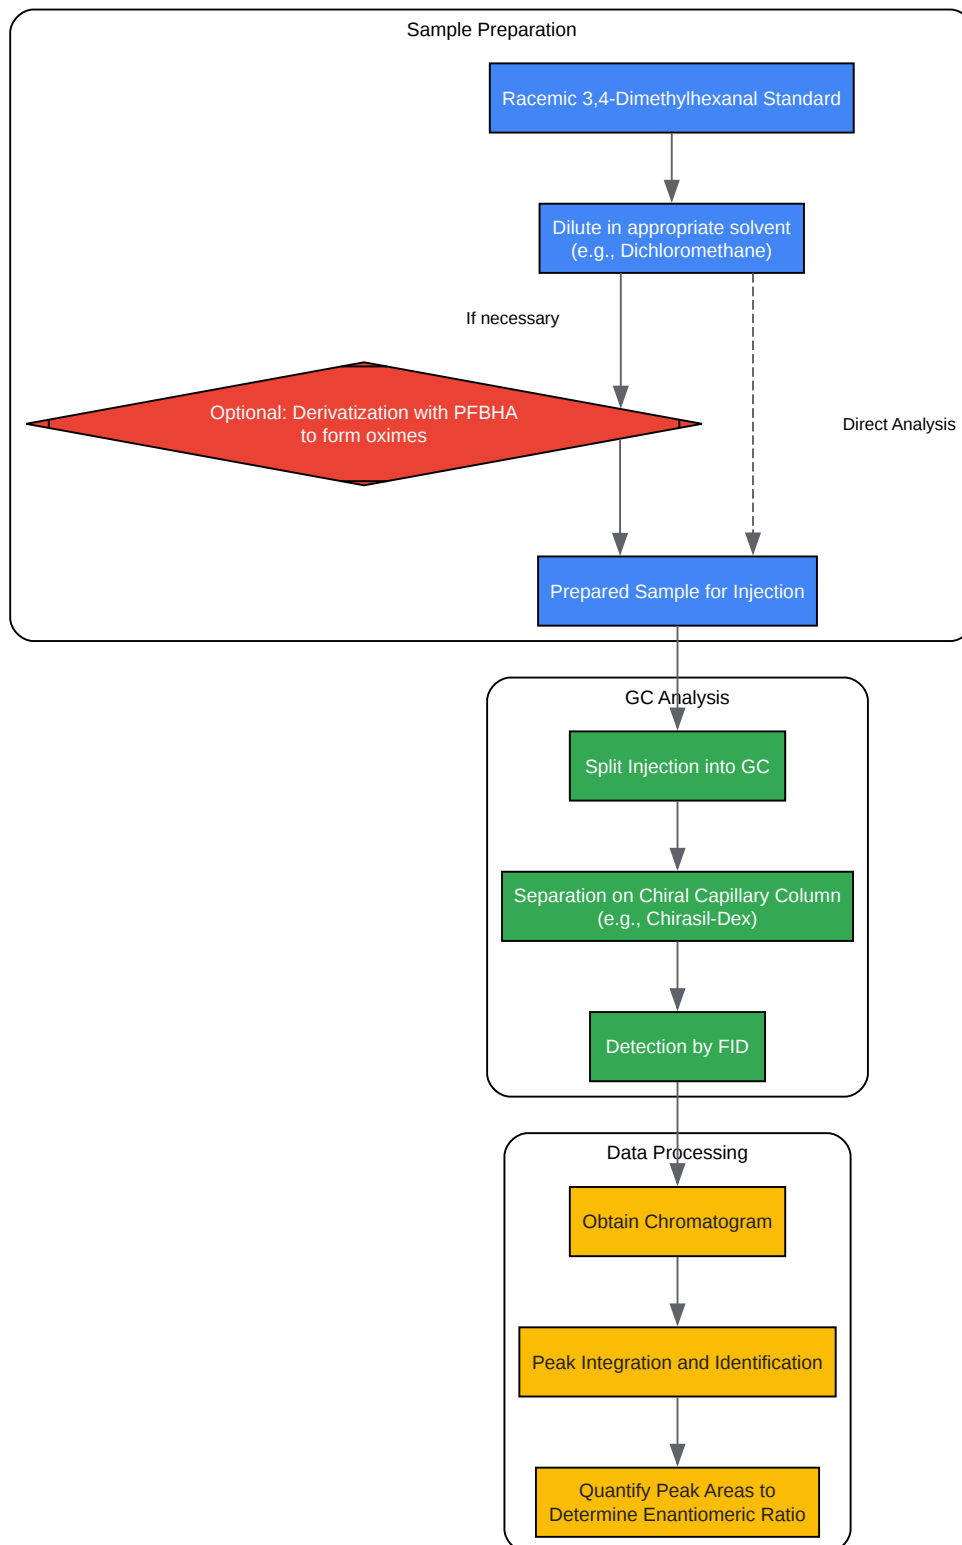 Sample Preparation
Racemic 3,4-Dimethylhexanal Standard
Dilute in appropriate solvent
(e.g., Dichloromethane)
If necessary
Optional: Derivatization with PFBHA
to form oximes
Direct Analysis
Prepared Sample for Injection
GC Analysis
Split Injection into GC
Separation on Chiral Capillary Column
(e.g., Chirasil-Dex)
Detection by FID
Data Processing
Obtain Chromatogram
Peak Integration and Identification
Quantify Peak Areas to
Determine Enantiomeric Ratio